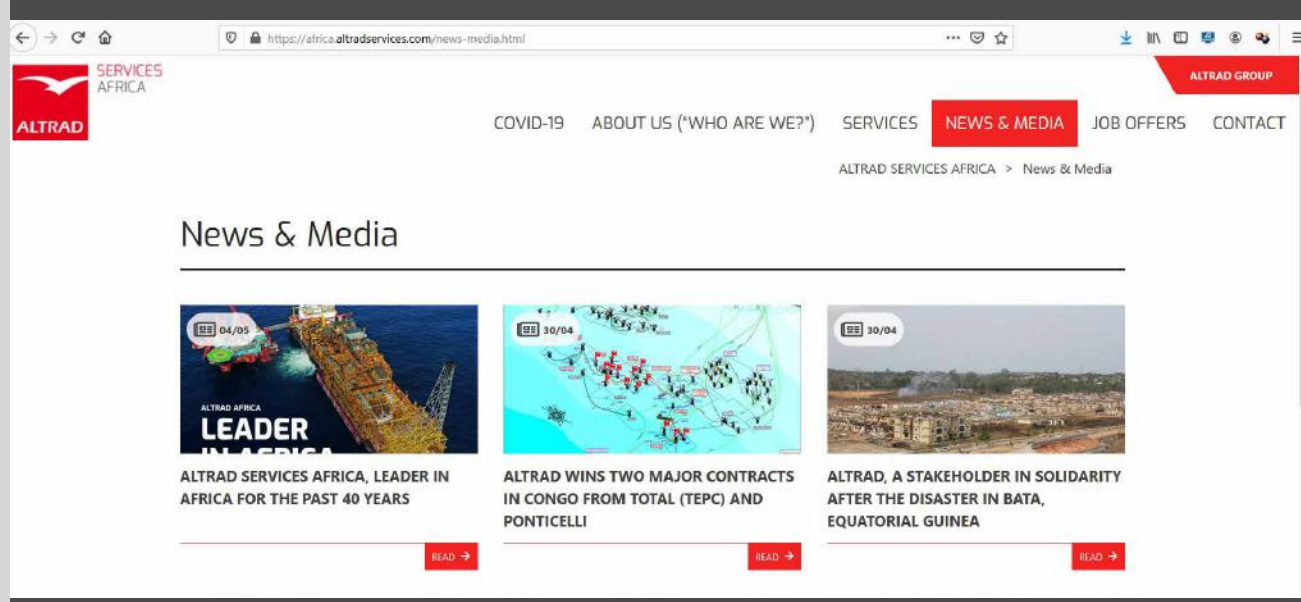 https://africa.altradservices.com/news-media.html
SERVICES
AFRICA
ALTRAD
ALTRAD GROUP
COVID-19 ABOUT US ("WHO ARE WE?") SERVICES NEWS & MEDIA JOB OFFERS CONTACT
ALTRAD SERVICES AFRICA > News & Media
News & Media
04/05
ALTRAD AFRICA
LEADER
IN AFRICA
30/04
30/04
ALTRAD SERVICES AFRICA, LEADER IN
AFRICA FOR THE PAST 40 YEARS
READ →
ALTRAD WINS TWO MAJOR CONTRACTS
IN CONGO FROM TOTAL (TEPC) AND
PONTICELLI
READ →
ALTRAD, A STAKEHOLDER IN SOLIDARITY
AFTER THE DISASTER IN BATA,
EQUATORIAL GUINEA
READ →